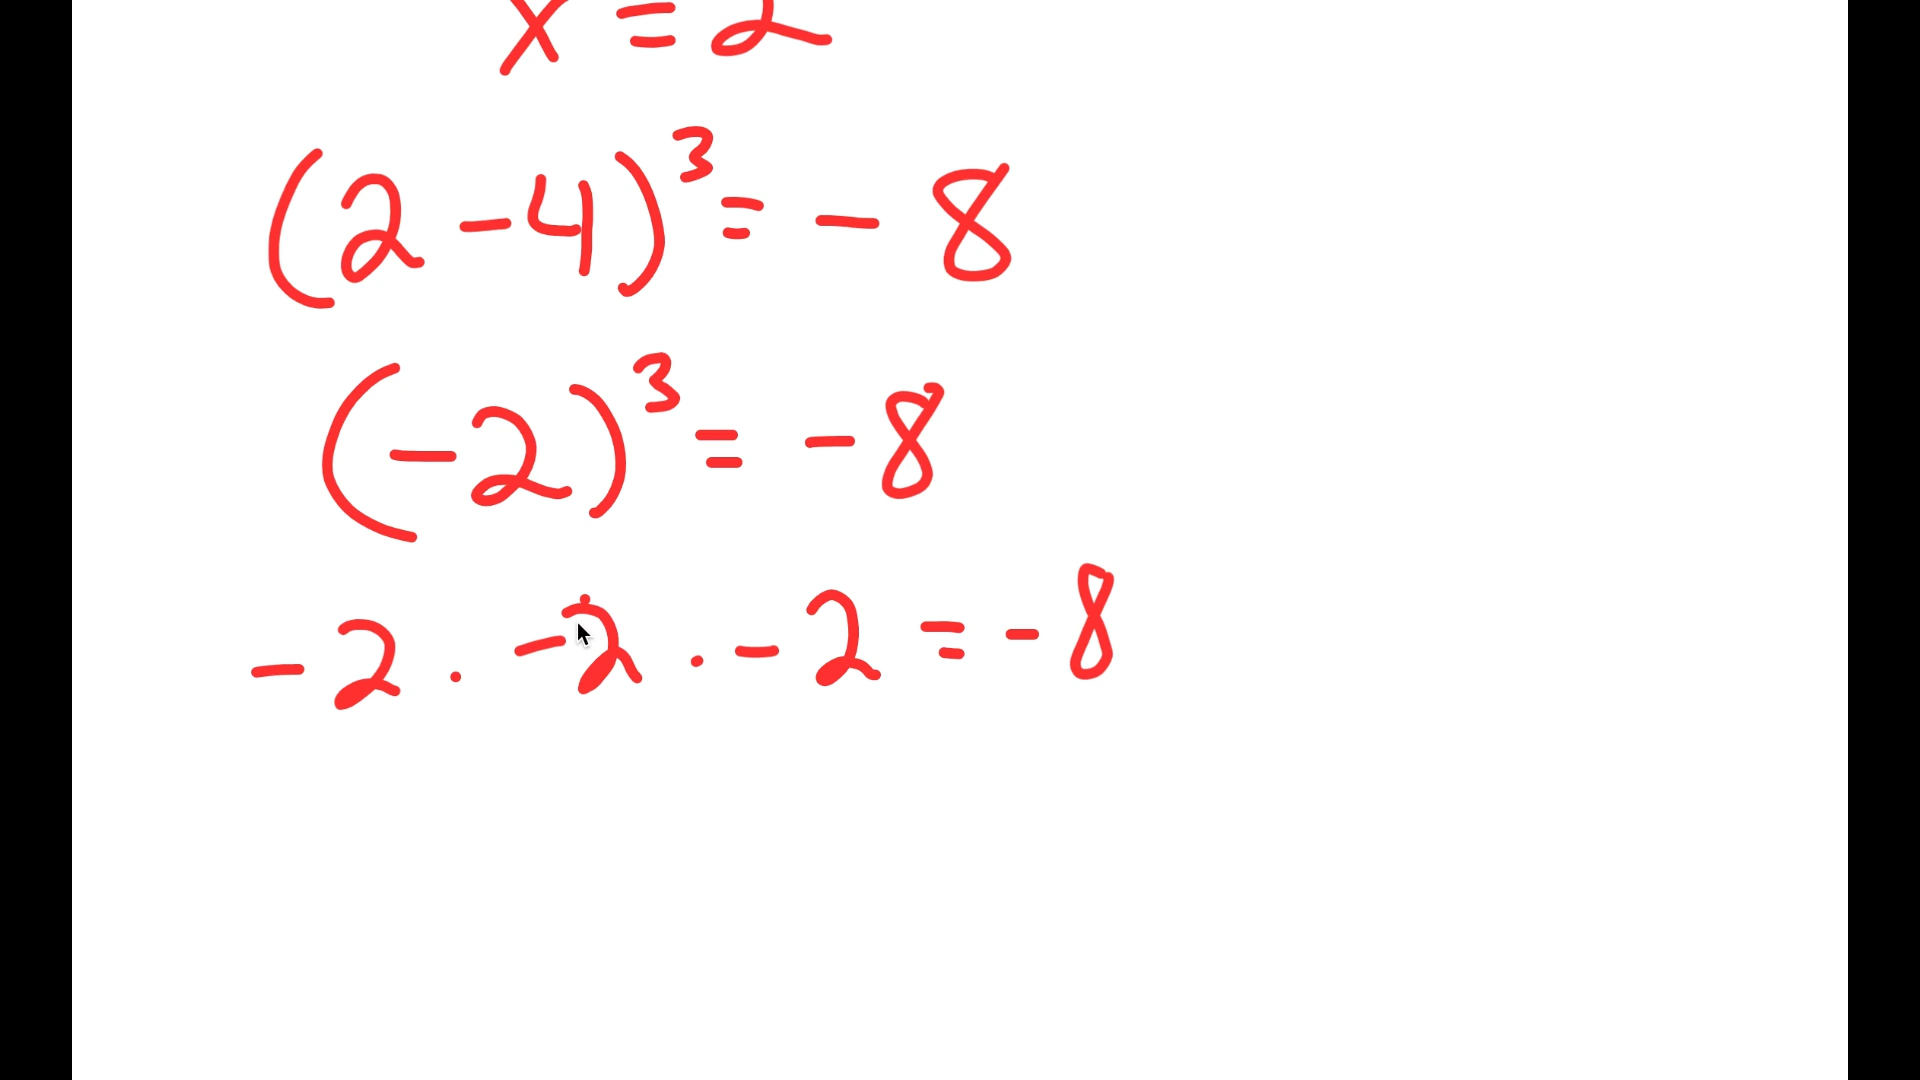 x = 2
(2 - 4)³ = - 8
(-2)³ = -8
-2 · -2 · -2 = -8